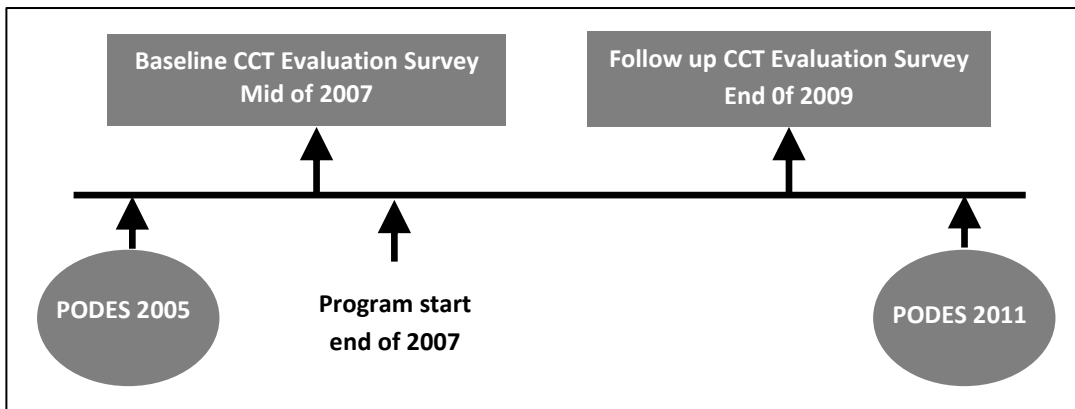 Baseline CCT Evaluation Survey
Mid of 2007
Follow up CCT Evaluation Survey
End 0f 2009
PODES 2005
Program start
end of 2007
PODES 2011